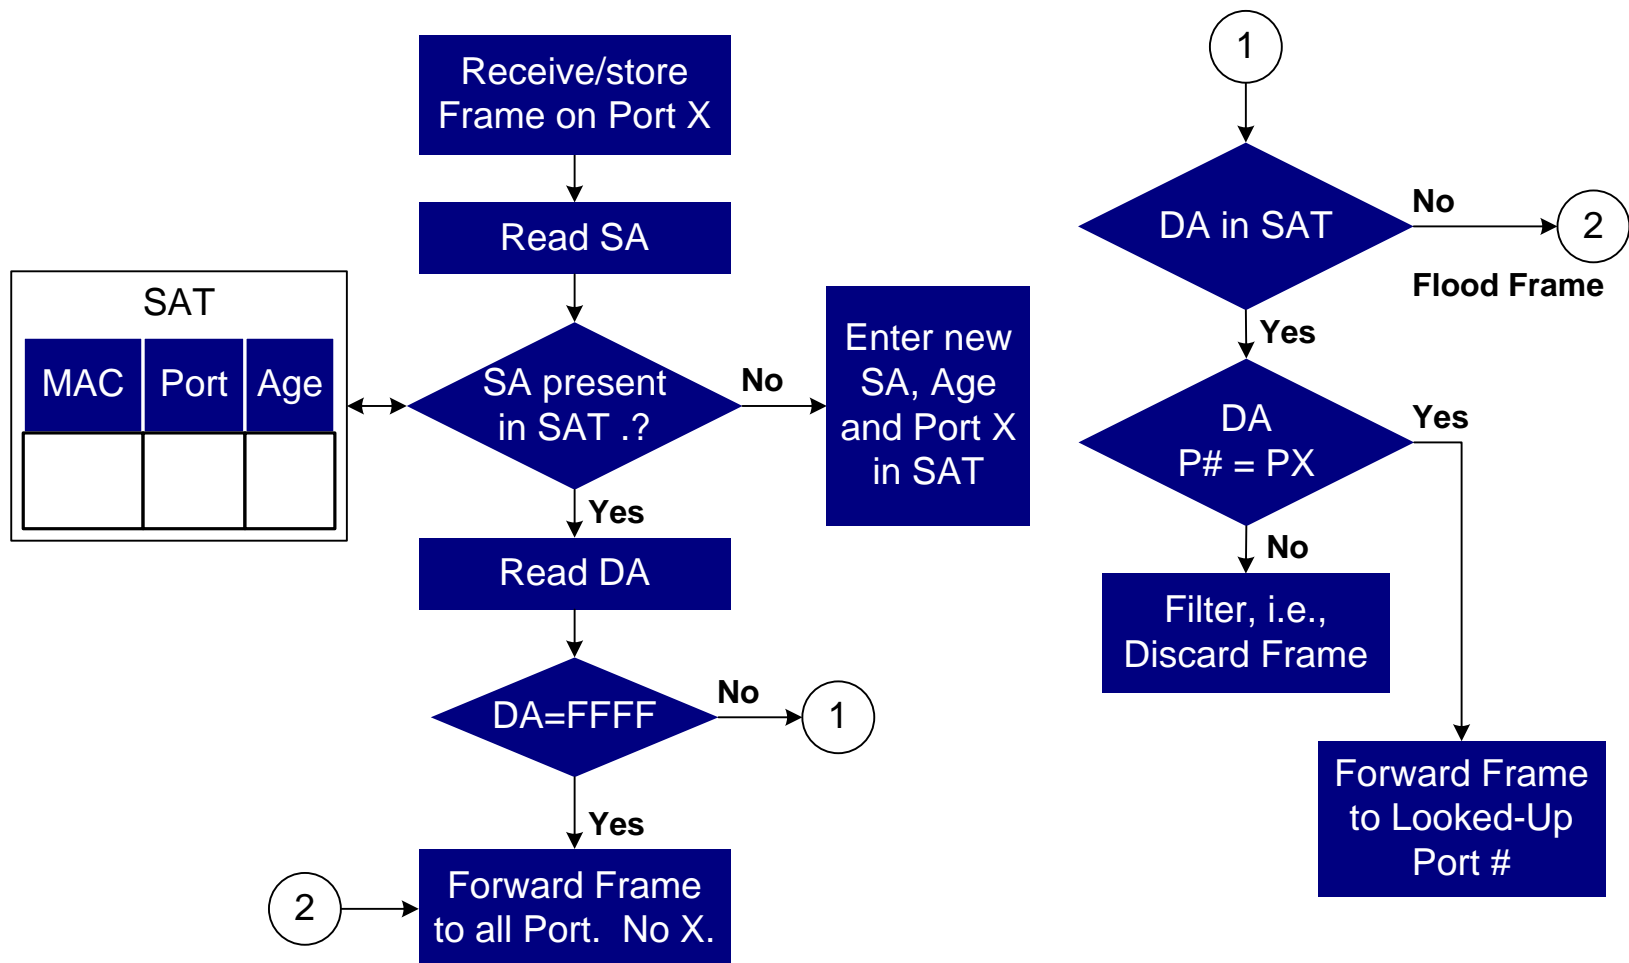 Receive/store
Frame on Port X
Read SA
SAT
MAC Port Age
SA present
in SAT .?
No
Enter new
SA, Age
and Port X
in SAT
Yes
Read DA
DA=FFFF
No
1
Yes
2
Forward Frame
to all Port.  No X.
1
DA in SAT
No
2
Flood Frame
Yes
DA
P# = PX
Yes
No
Filter, i.e.,
Discard Frame
Forward Frame
to Looked-Up
Port #